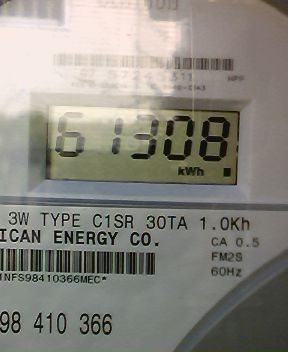 61308
kWh
3W TYPE C1SR 30TA 1.0Kh
ICAN ENERGY CO.
CA 0.5
FM2S
60Hz
1NFS98410366MEC*
98 410 366